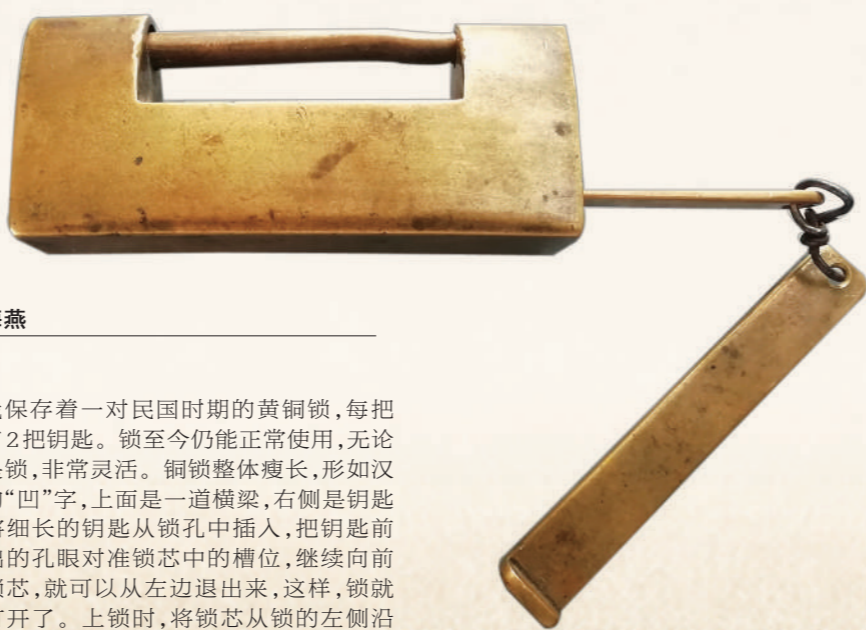 燕
保存着一对民国时期的黄铜锁,每把
2把钥匙。锁至今仍能正常使用,无论
锁,非常灵活。铜锁整体瘦长,形如汉
“凹”字,上面是一道横梁,右侧是钥匙
将细长的钥匙从锁孔中插入,把钥匙前
的孔眼对准锁芯中的槽位,继续向前
锁芯,就可以从左边退出来,这样,锁就
打开了。上锁时,将锁芯从锁的左侧沿